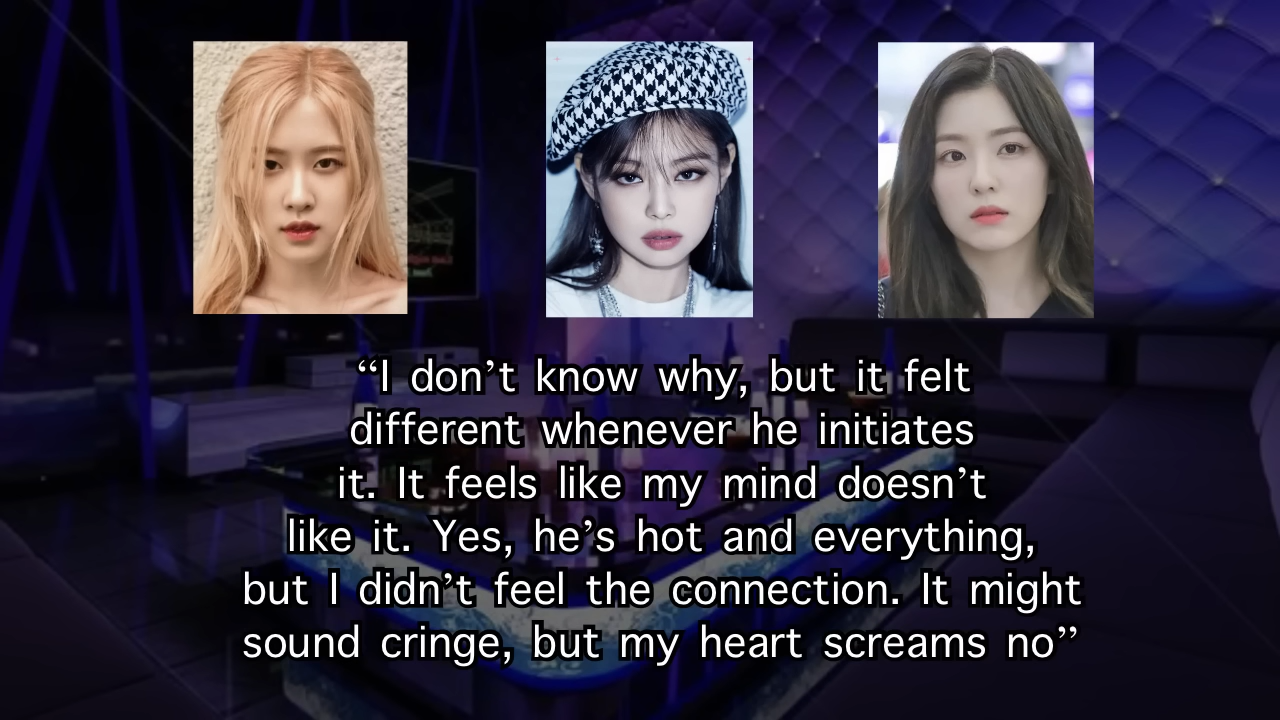 “I don’t know why, but it felt
different whenever he initiates
it. It feels like my mind doesn’t
like it. Yes, he’s hot and everything,
but I didn’t feel the connection. It might
sound cringe, but my heart screams no”